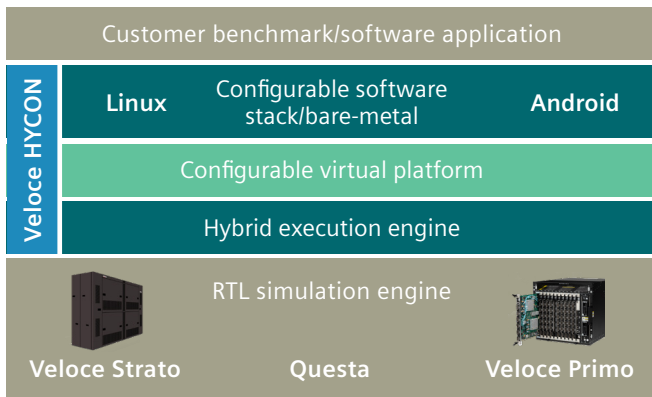 Customer benchmark/software application
Veloce HYCON
Linux
Configurable software
stack/bare-metal
Android
Configurable virtual platform
Hybrid execution engine
RTL simulation engine
Veloce Strato
Questa
Veloce Primo